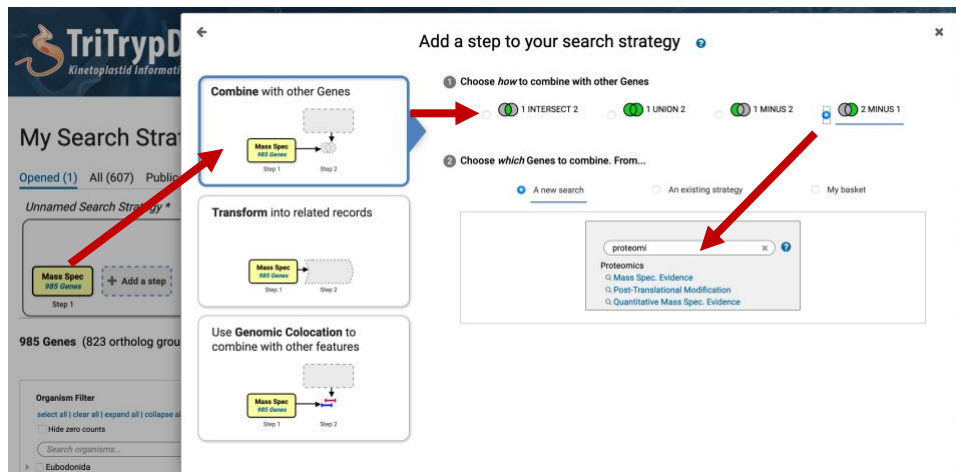 TriTrypD
Kinetoplastid Informati
My Search Strat
Opened (1) All (607) Public
Unnamed Search Strategy *
Mass Spec
985 Genes
+ Add a step
Step 1
985 Genes (823 ortholog grou
Organism Filter
select all | clear all | expand all | collapse al
Hide zero counts
Search organisms...
Eubodonida
Add a step to your search strategy
Combine with other Genes
Mass Spec
985 Genes
Step 1 Step 2
Transform into related records
Mass Spec
985 Genes
Step 1 Step 2
Use Genomic Colocation to
combine with other features
Mass Spec
985 Genes
Step 1 Step 2
1 Choose how to combine with other Genes
1 INTERSECT 2 1 UNION 2 1 MINUS 2 2 MINUS 1
2 Choose which Genes to combine. From...
A new search An existing strategy My basket
proteomi
Proteomics
Mass Spec. Evidence
Post-Translational Modification
Quantitative Mass Spec. Evidence